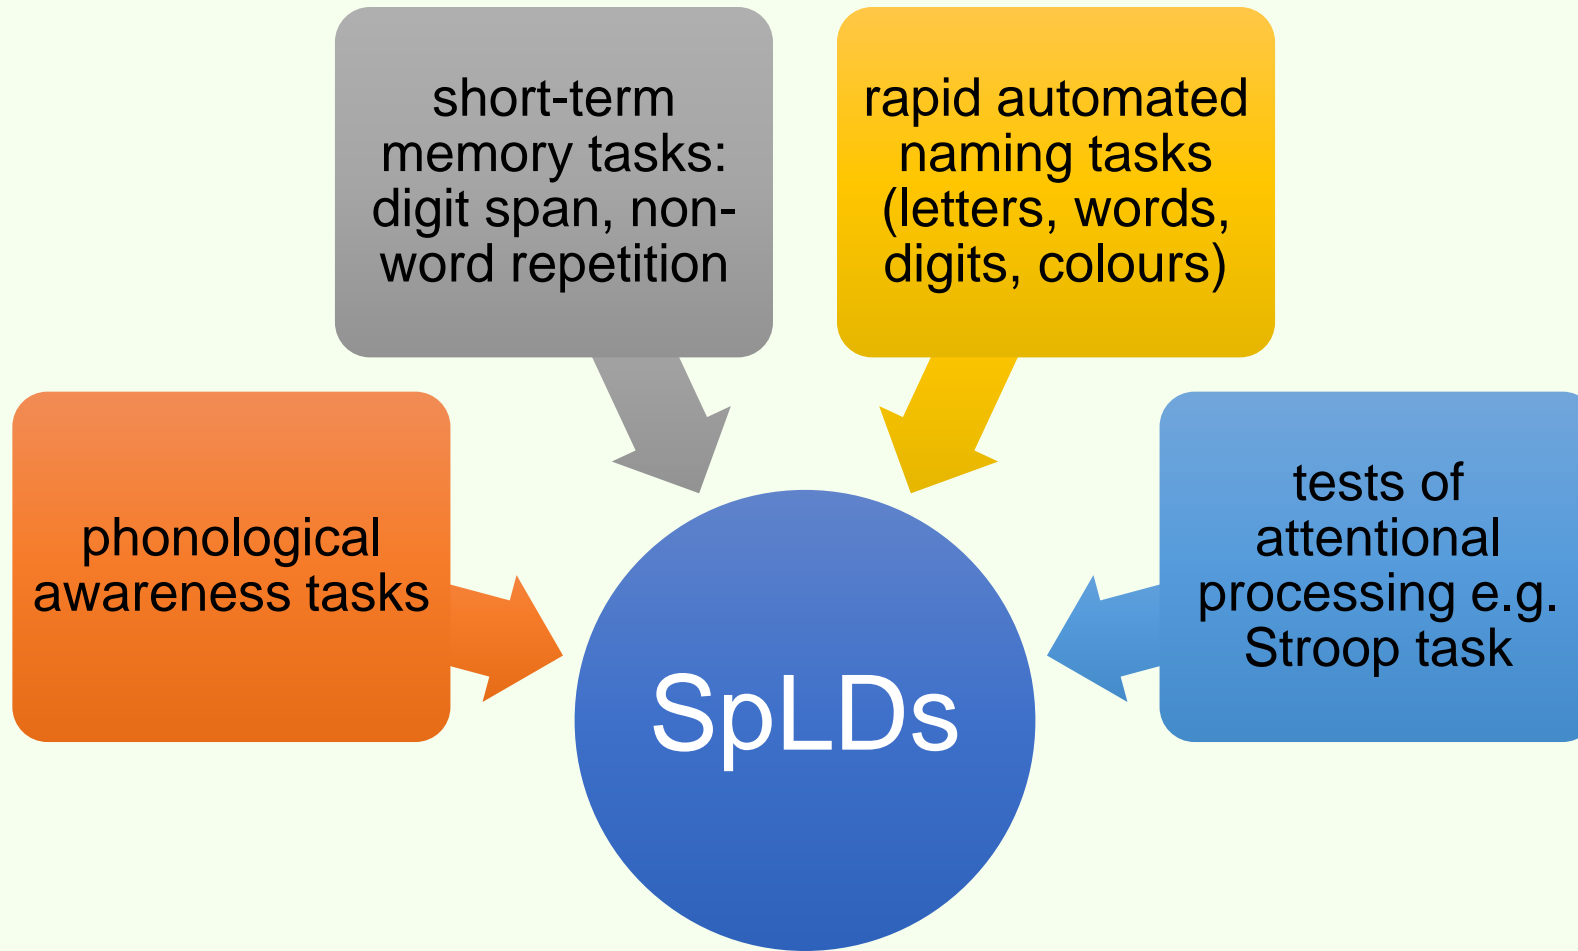 short-term
memory tasks:
digit span, non-
word repetition
rapid automated
naming tasks
(letters, words,
digits, colours)
phonological
awareness tasks
tests of
attentional
processing e.g.
Stroop task
SpLDs